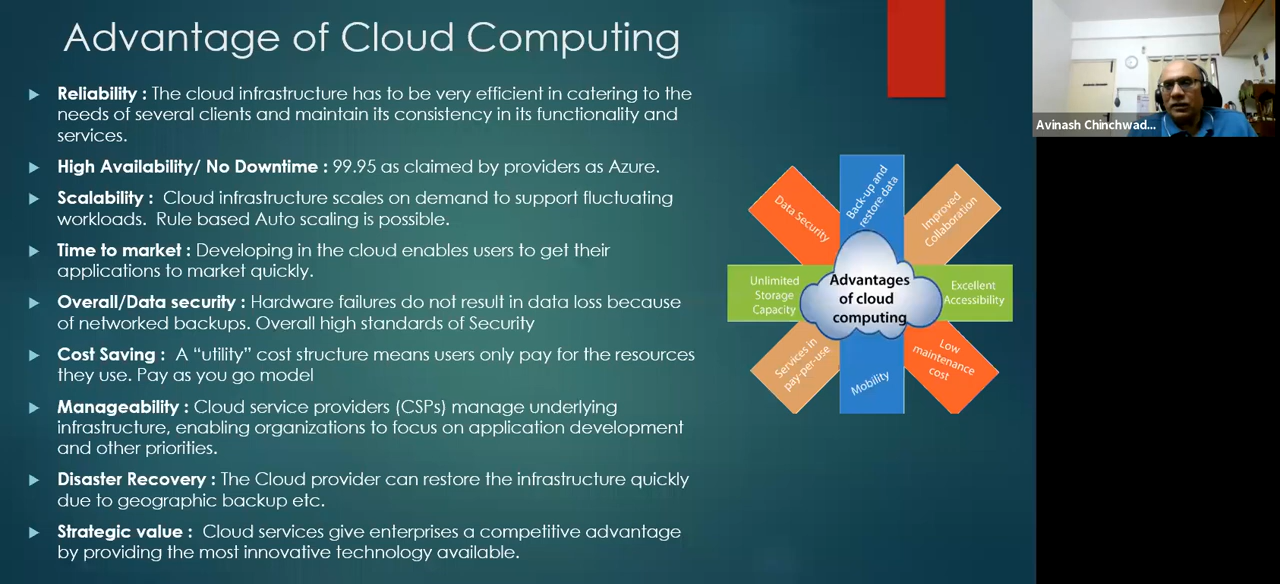 Advantage of Cloud Computing
Reliability : The cloud infrastructure has to be very efficient in catering to the
needs of several clients and maintain its consistency in its functionality and
services.
High Availability/ No Downtime : 99.95 as claimed by providers as Azure.
Scalability : Cloud infrastructure scales on demand to support fluctuating
workloads. Rule based Auto scaling is possible.
Time to market : Developing in the cloud enables users to get their
applications to market quickly.
Overall/Data security : Hardware failures do not result in data loss because
of networked backups. Overall high standards of Security
Cost Saving : A “utility” cost structure means users only pay for the resources
they use. Pay as you go model
Manageability : Cloud service providers (CSPs) manage underlying
infrastructure, enabling organizations to focus on application development
and other priorities.
Disaster Recovery : The Cloud provider can restore the infrastructure quickly
due to geographic backup etc.
Strategic value : Cloud services give enterprises a competitive advantage
by providing the most innovative technology available.
Data Security
Back-up and
restore data
Improved
Collaboration
Unlimited
Storage
Capacity
Advantages
of cloud
computing
Excellent
Accessibility
Services in
pay-per-use
Mobility
Low
maintenance
cost
Avinash Chinchwad...